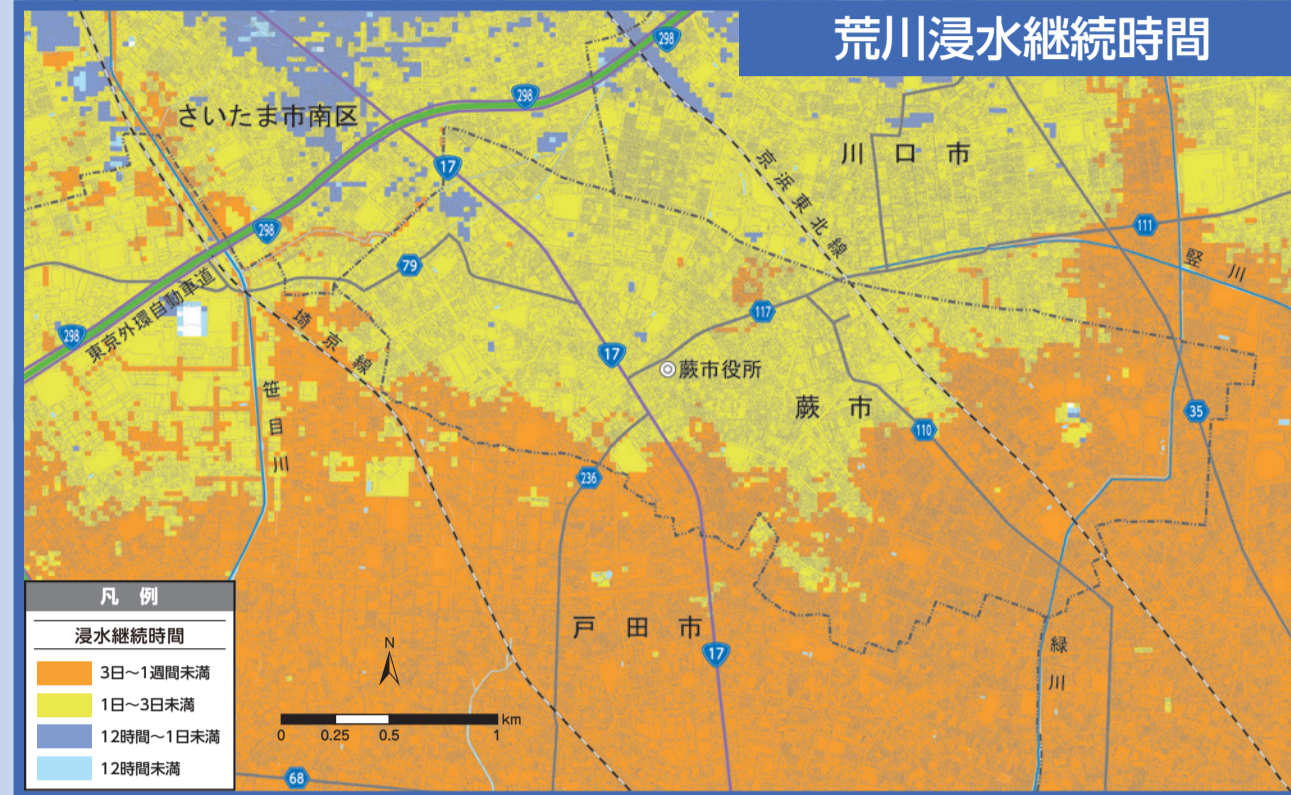 荒川浸水継続時間
298
298
さいたま市南区
17
川口市
京浜東北線
298
111
79
竪川
東京外環自動車道
298
埼京線
117
17
蕨市役所
笹目川
蕨市
35
110
236
戸田市
17
緑川
68
凡例
浸水継続時間
3日～1週間未満
1日～3日未満
12時間～1日未満
12時間未満
N
km
0 0.25 0.5 1